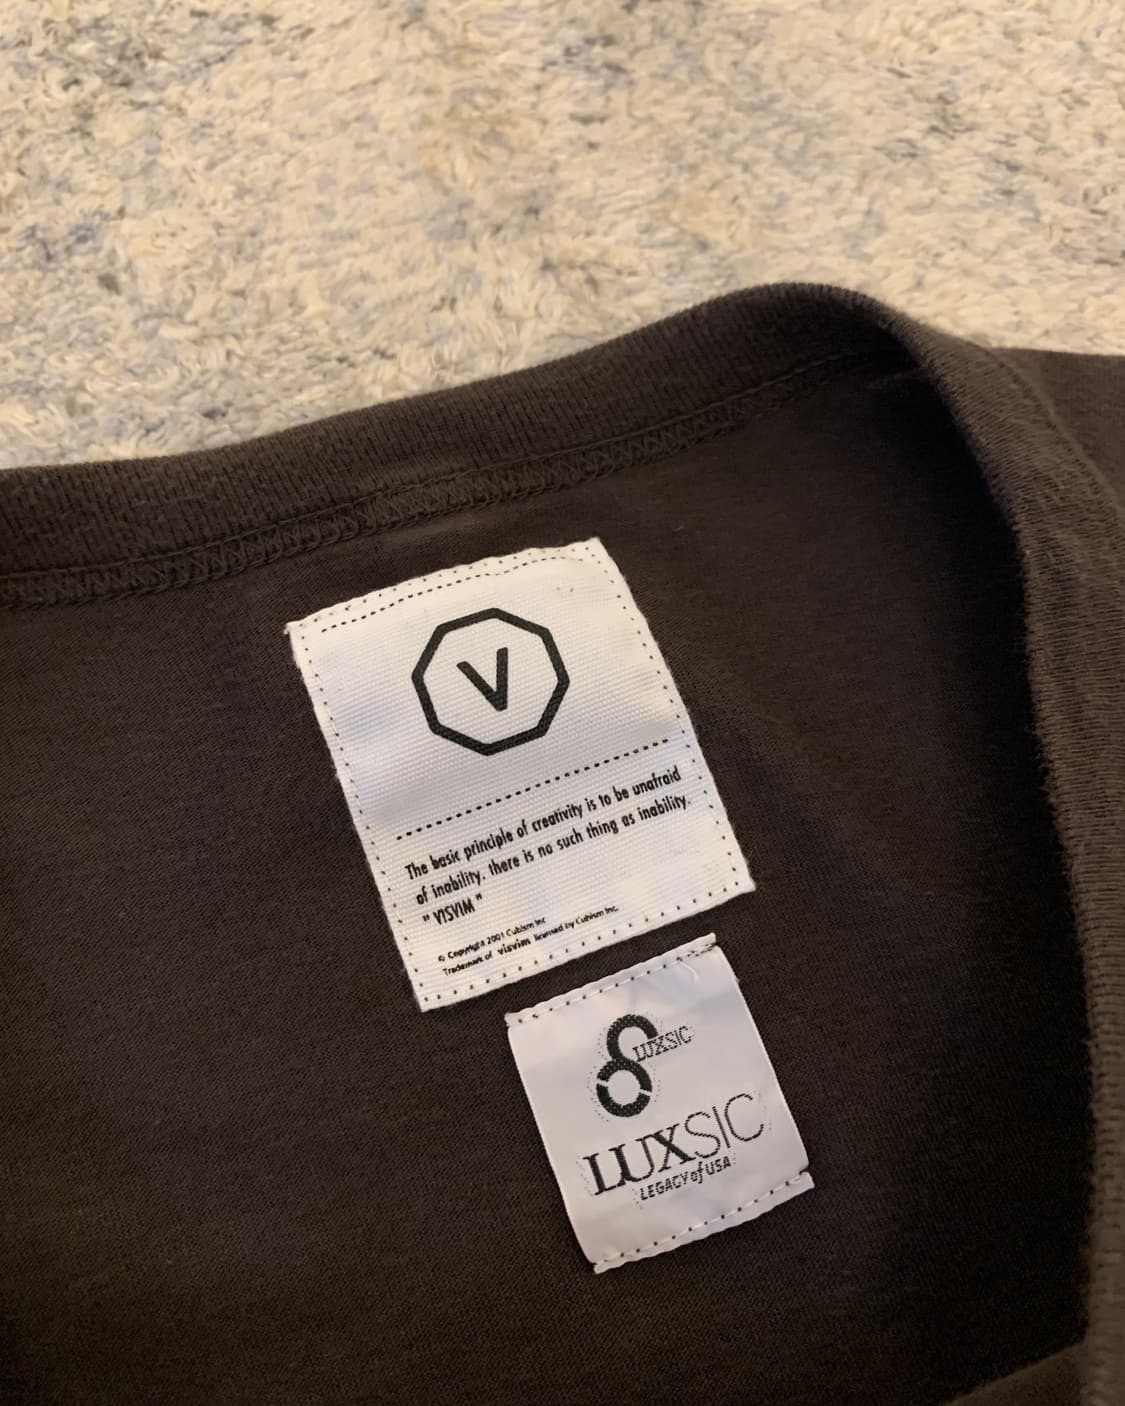 V
The basic principle of creativity is to be unafraid
of inability. there is no such thing as inability.
" VISVIM "
© Copyright 2001 Cubism Inc
Trademark of visvim licensed by Cubism Inc.
LUXSIC
LUXSIC
LEGACY of USA